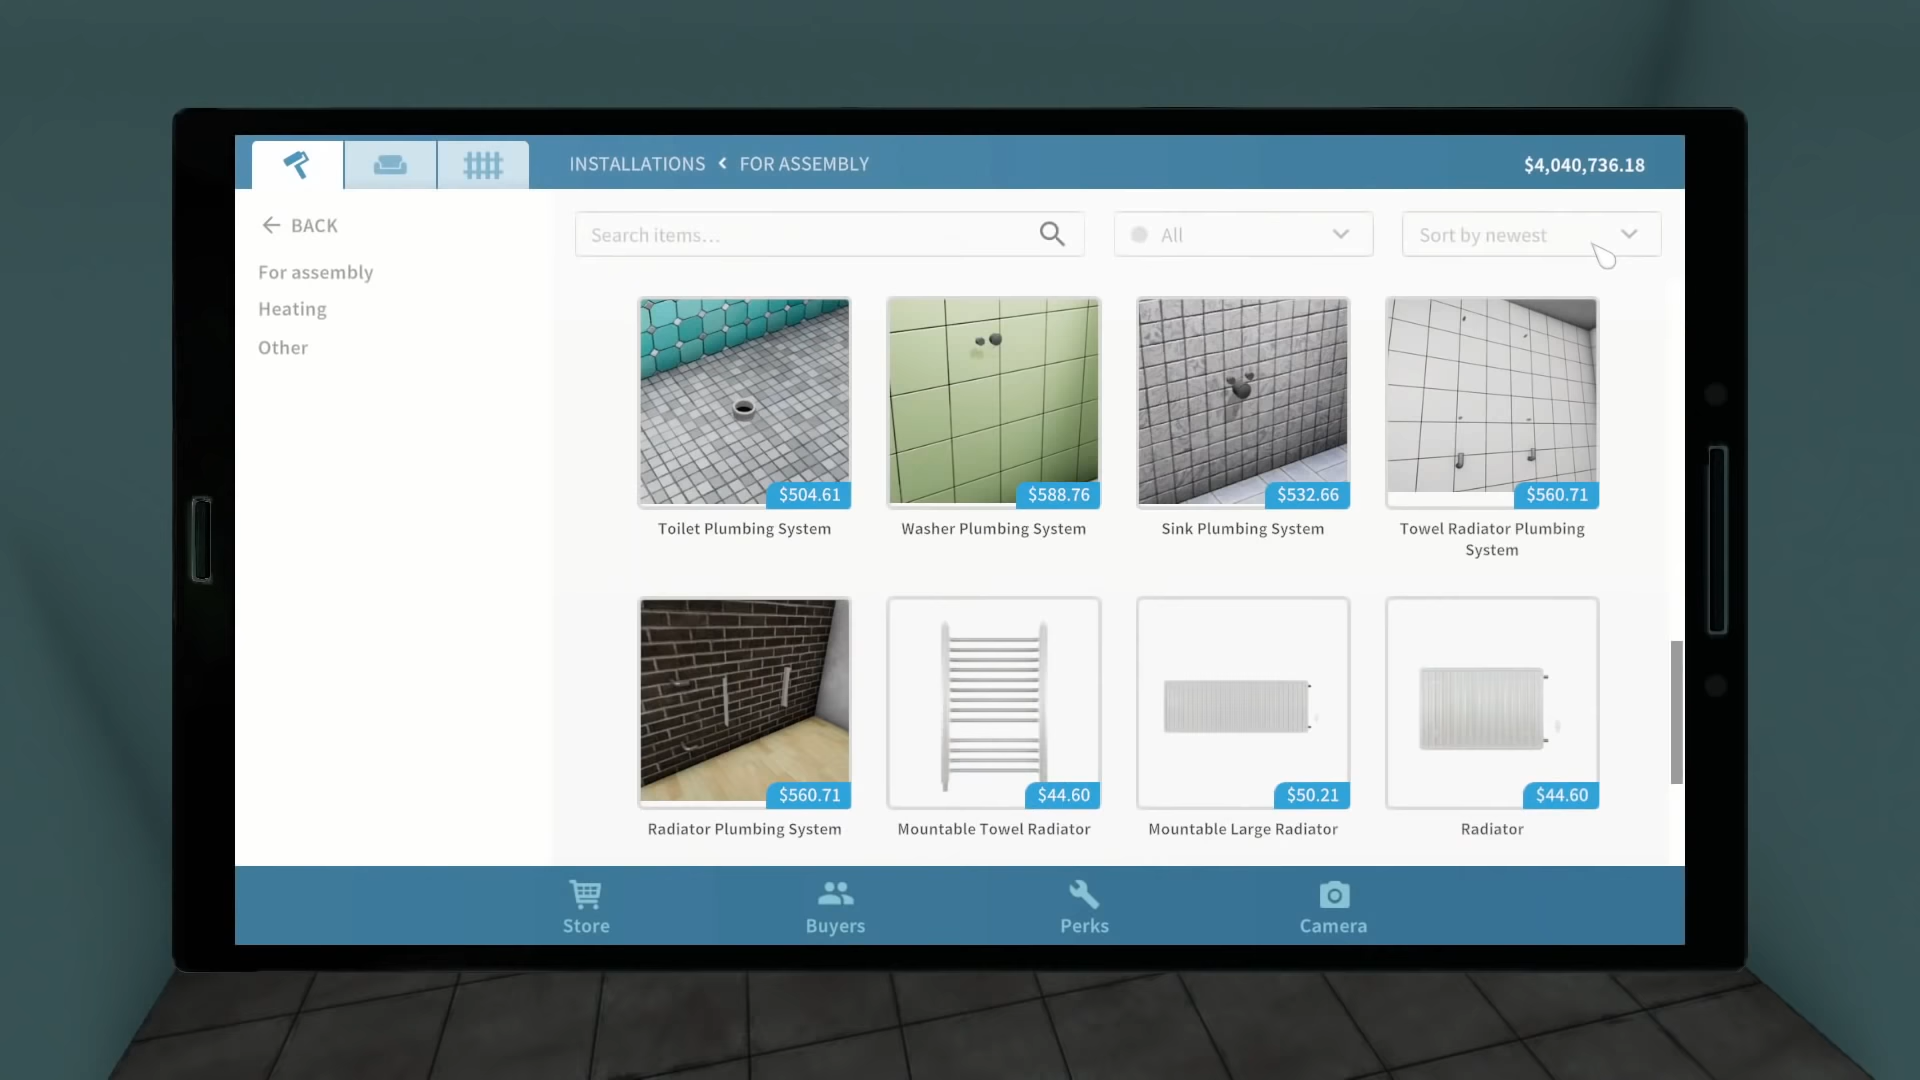 INSTALLATIONS < FOR ASSEMBLY
$4,040,736.18
BACK
For assembly
Heating
Other
Search items...
All
Sort by newest
$504.61
$588.76
$532.66
$560.71
Toilet Plumbing System
Washer Plumbing System
Sink Plumbing System
Towel Radiator Plumbing
System
$560.71
$44.60
$50.21
$44.60
Radiator Plumbing System
Mountable Towel Radiator
Mountable Large Radiator
Radiator
Store
Buyers
Perks
Camera